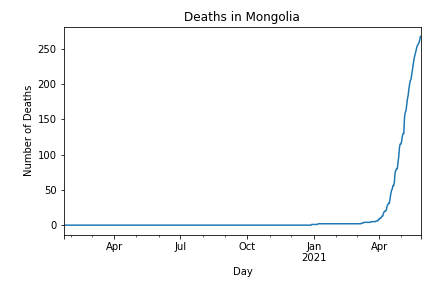 Deaths in Mongolia
250
200
150
100
50
0
Number of Deaths
Apr
Jul
Oct
Jan
2021
Apr
Day